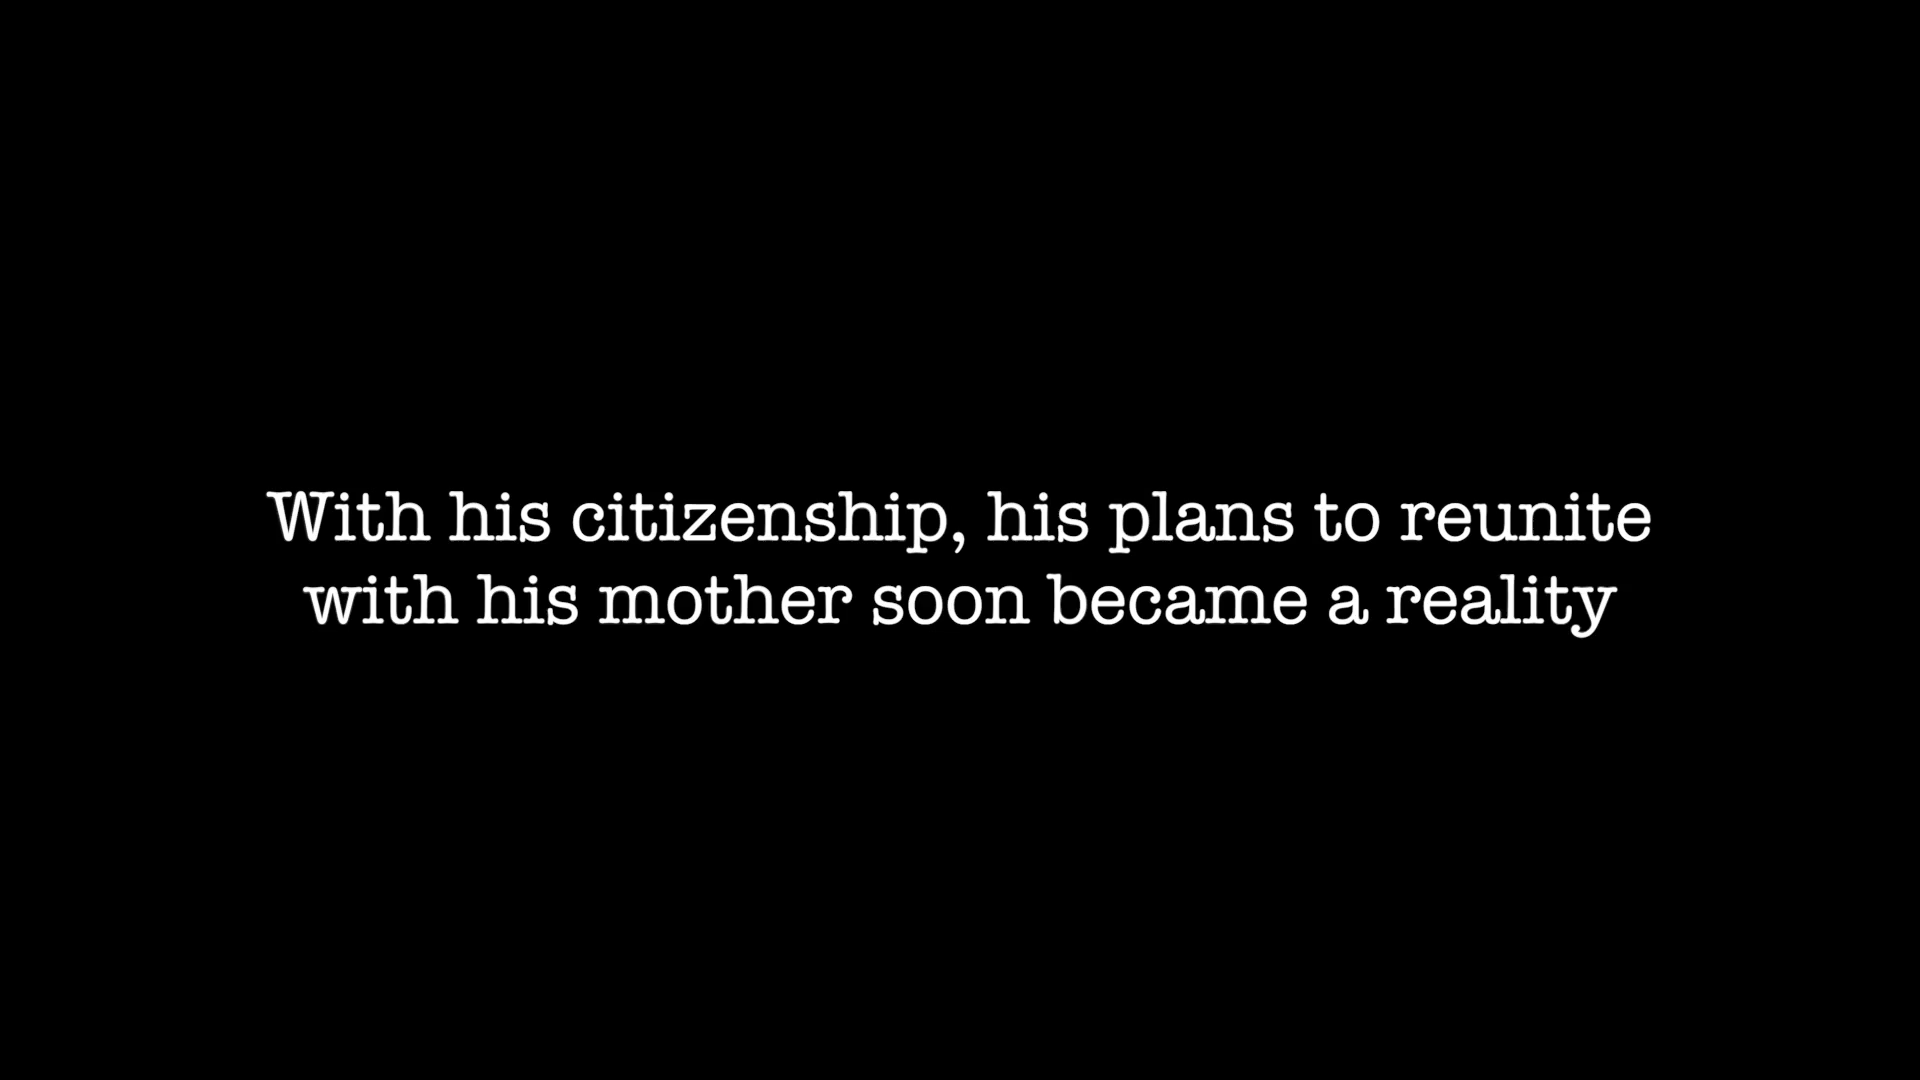 With his citizenship, his plans to reunite
with his mother soon became a reality